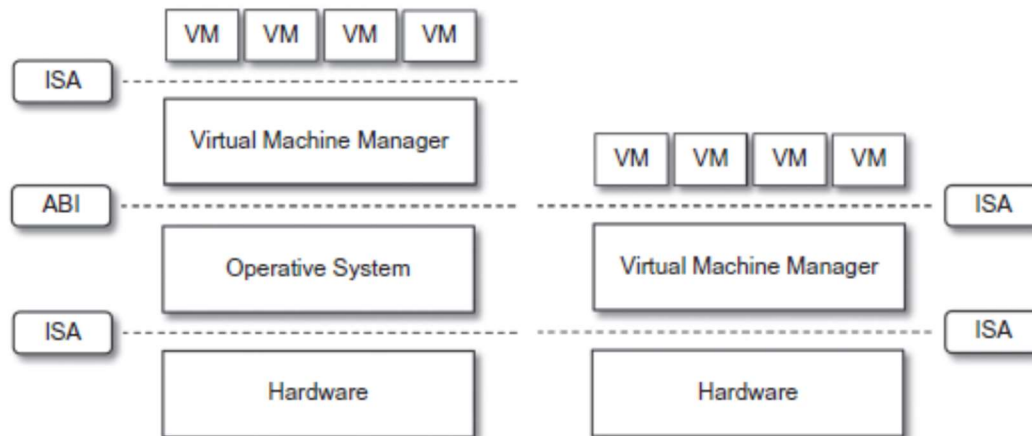 VM VM VM VM
ISA
Virtual Machine Manager
VM VM VM VM
ABI
ISA
Operative System
Virtual Machine Manager
ISA
ISA
Hardware
Hardware